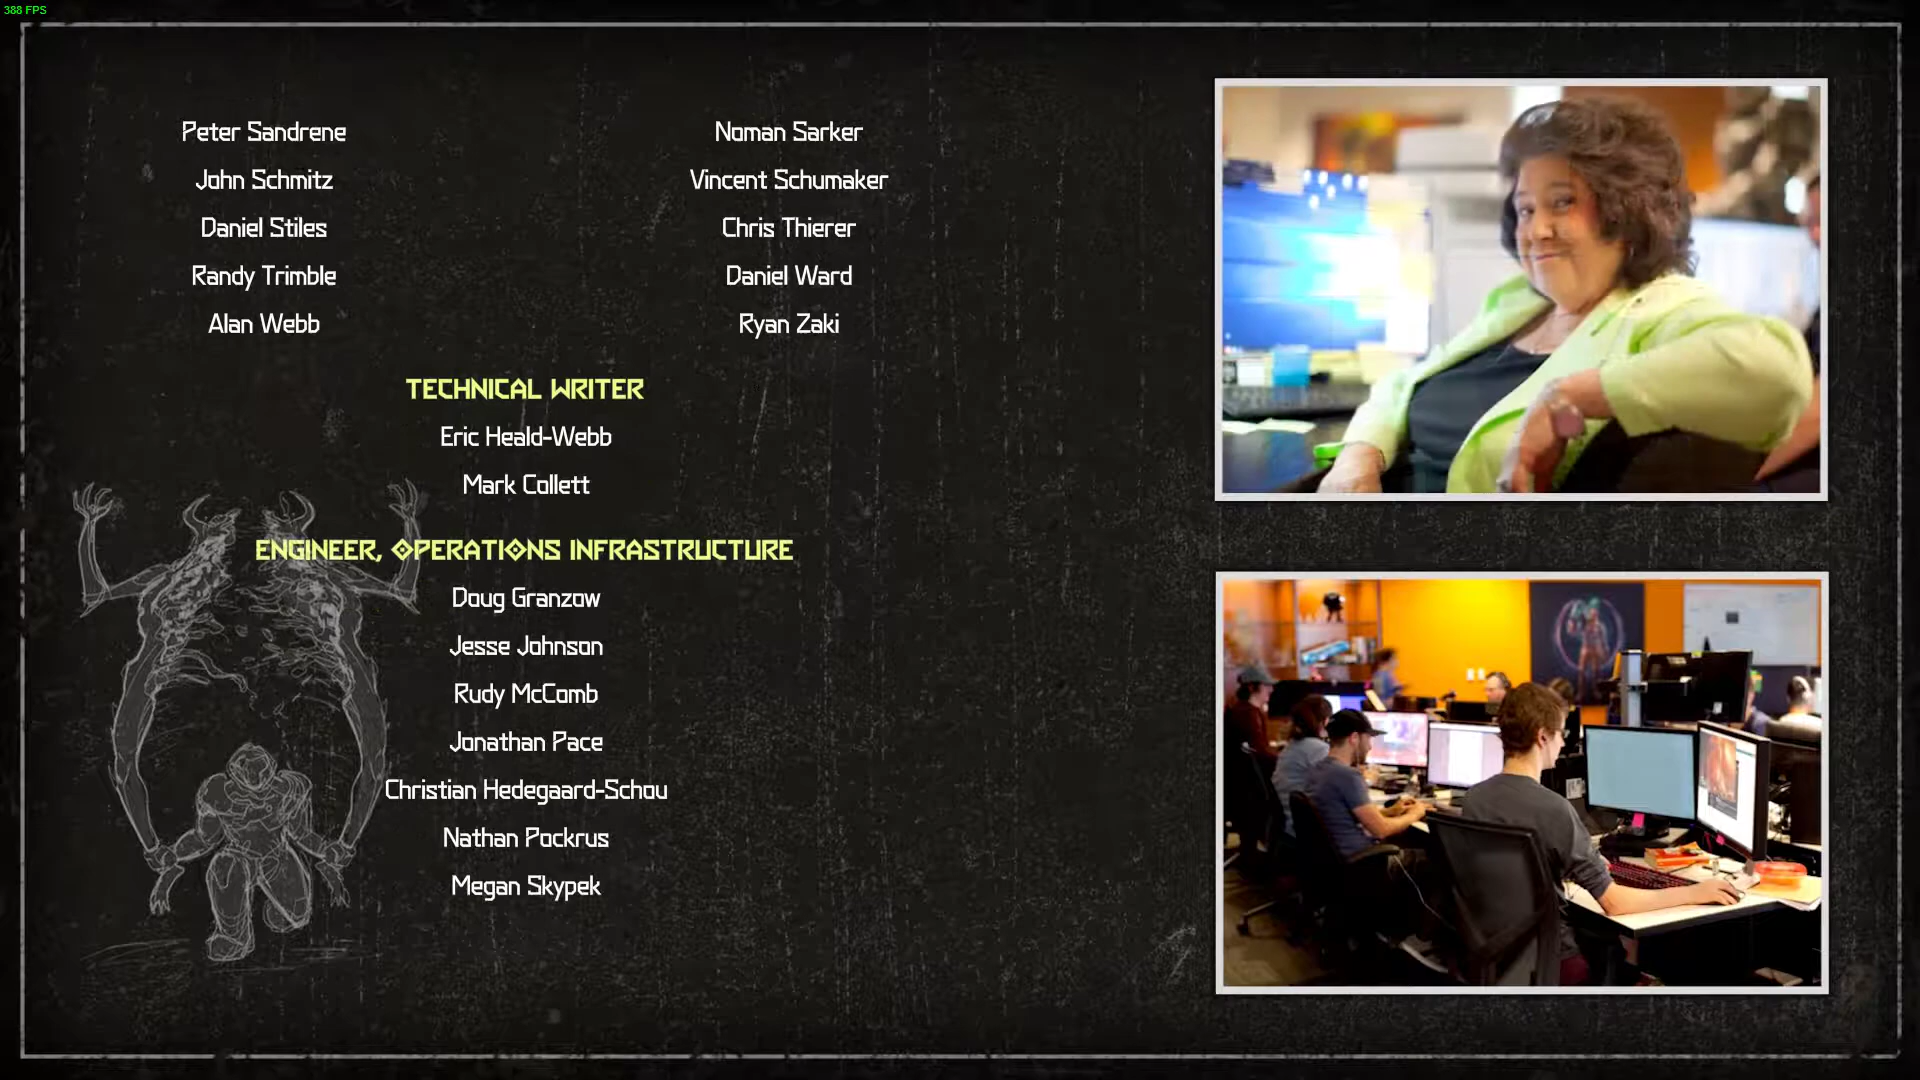 388 FPS
Peter Sandrene
Noman Sarker
John Schmitz
Vincent Schumaker
Daniel Stiles
Chris Thierer
Randy Trimble
Daniel Ward
Alan Webb
Ryan Zaki
TECHNICAL WRITER
Eric Heald-Webb
Mark Collett
ENGINEER, OPERATIONS INFRASTRUCTURE
Doug Granzow
Jesse Johnson
Rudy McComb
Jonathan Pace
Christian Hedegaard-Schou
Nathan Pockrus
Megan Skypek